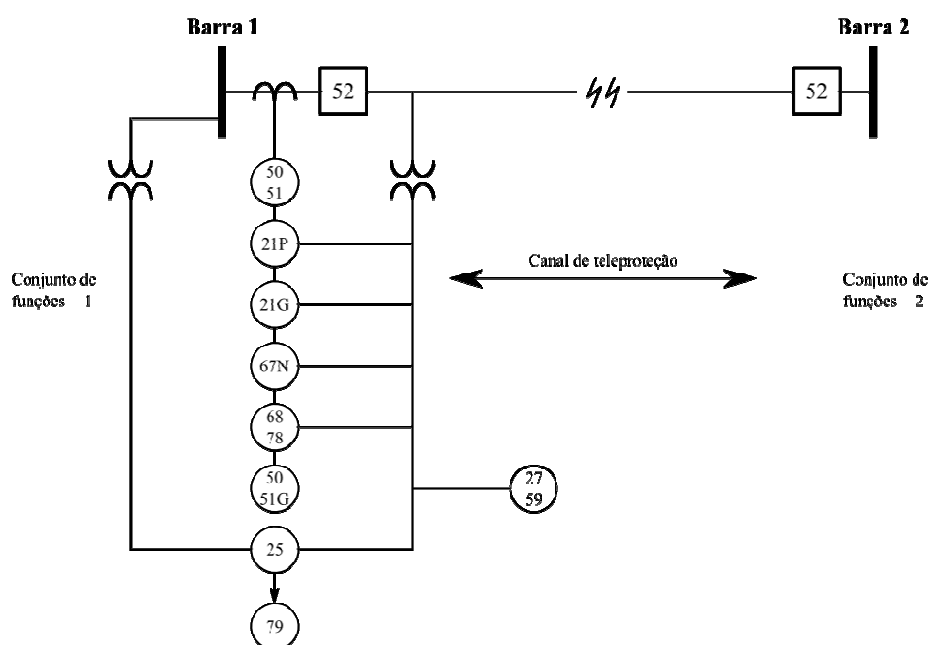 Barra 1
Barra 2
52
52
50
51
21P
Canal de teleproteção
Conjunto de
funções 1
Conjunto de
funções 2
21G
67N
68
78
50
51G
27
59
25
79